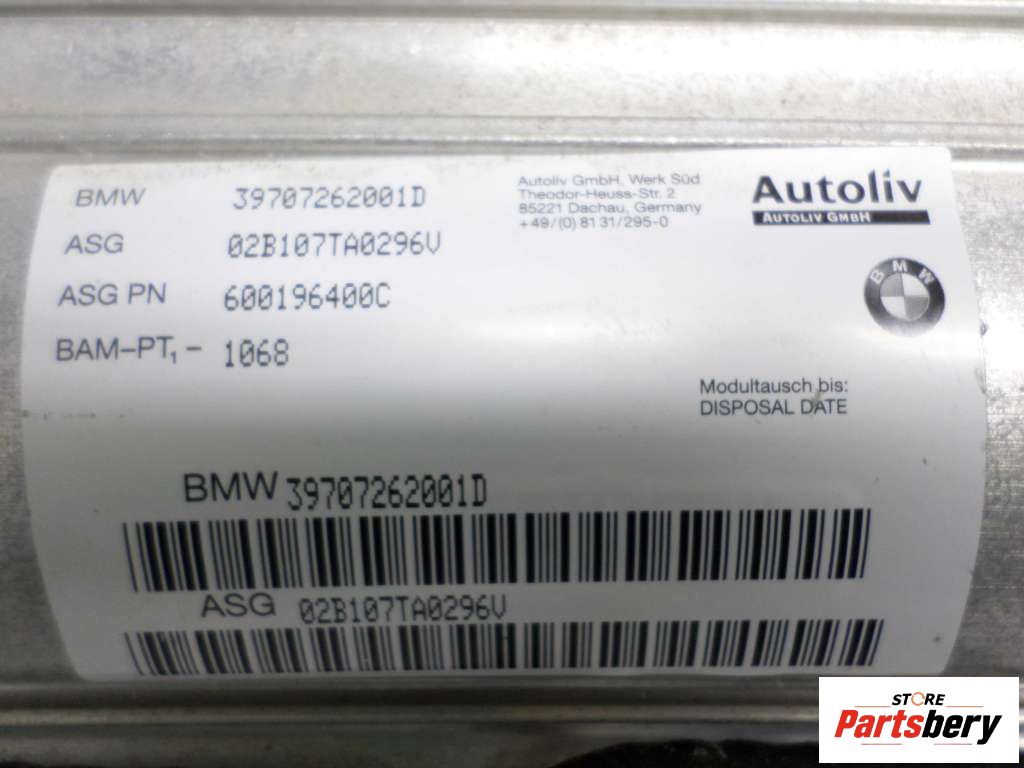 BMW 39707262001D
ASG 02B107TA0296V
ASG PN 600196400C
BAM-PT1 - 1068
Autoliv GmbH, Werk Süd
Theodor-Heuss-Str. 2
85221 Dachau, Germany
+49/(0) 81 31/295-0
Autoliv
AUTOLIV GMBH
BMW
Modultausch bis:
DISPOSAL DATE
BMW 39707262001D
ASG 02B107TA0296V
STORE
Partsbery